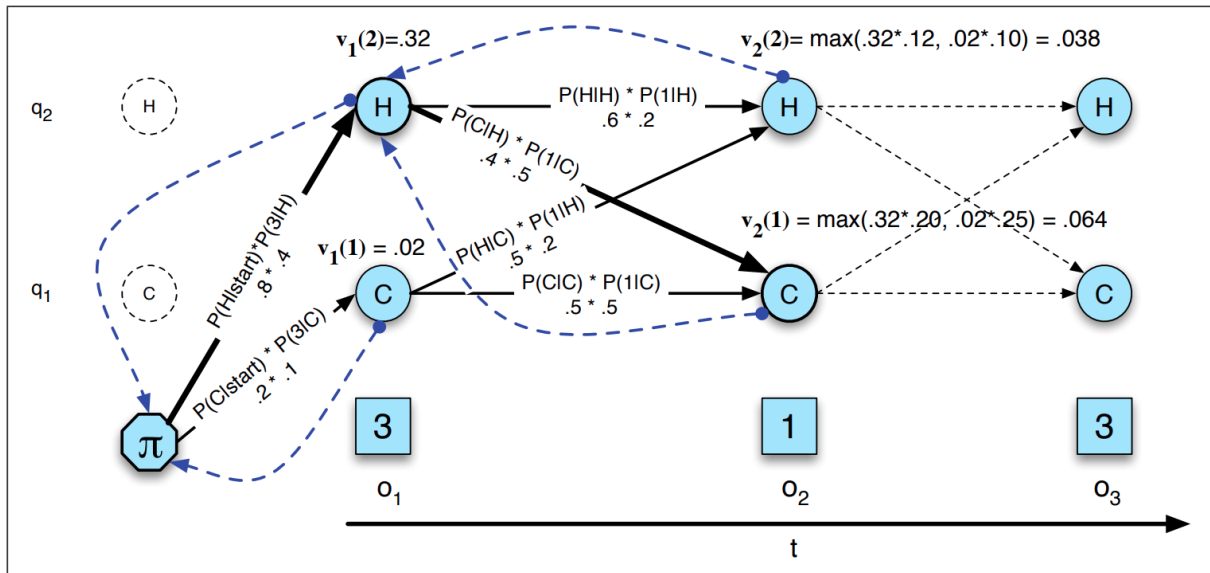 v1(2)=.32
v2(2)= max(.32*.12, .02*.10) = .038
q2
H
H
H
H
P(H|H) * P(1|H)
.6 * .2
P(C|H) * P(1|C)
.4 * .5
P(H|start)*P(3|H)
.8 * .4
P(H|C) * P(1|H)
.5 * .2
v1(1) = .02
v2(1) = max(.32*.20, .02*.25) = .064
q1
C
C
C
C
P(C|C) * P(1|C)
.5 * .5
P(C|start) * P(3|C)
.2 * .1
π
3
1
3
o1
o2
o3
t